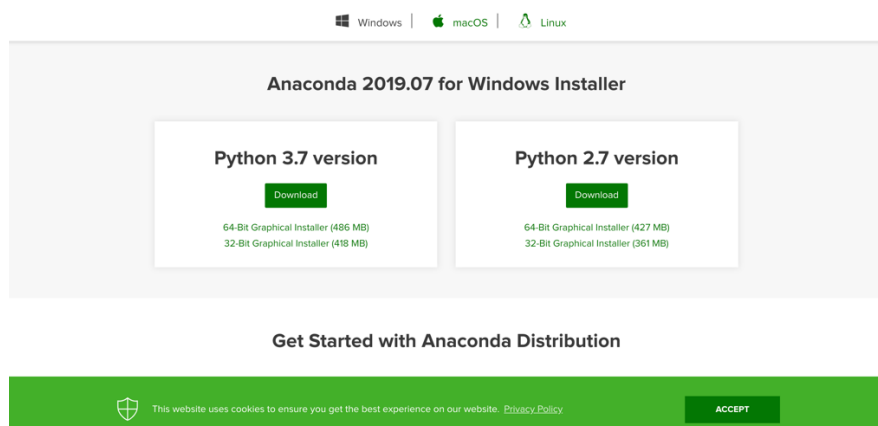 Windows | macOS | Linux
Anaconda 2019.07 for Windows Installer
Python 3.7 version
Download
64-Bit Graphical Installer (486 MB)
32-Bit Graphical Installer (418 MB)
Python 2.7 version
Download
64-Bit Graphical Installer (427 MB)
32-Bit Graphical Installer (361 MB)
Get Started with Anaconda Distribution
This website uses cookies to ensure you get the best experience on our website. Privacy Policy
ACCEPT